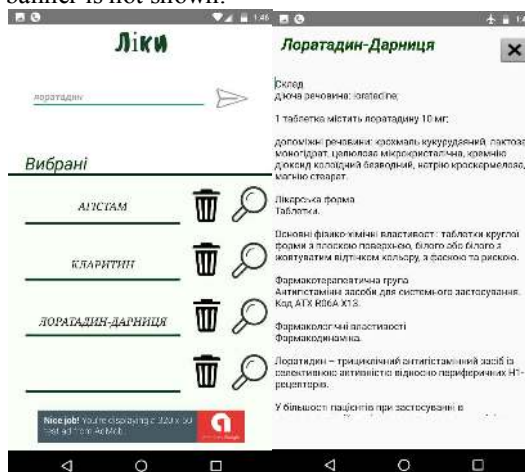 banner is not shown.
1:46
Ліки
лоратадин
Вибрані
АГІСТАМ
КЛАРИТИН
ЛОРАТАДИН-ДАРНИЦЯ
Nice job! You're displaying a 320 x 50
test ad from AdMob.
Лоратадин-Дарниця
Склад
діюча речовина: loratadine;
1 таблетка містить лоратадину 10 мг;
допоміжні речовини: крохмаль кукурудзяний, лактоза
моногідрат, целюлоза мікрокристалічна, кремнію
діоксид колоїдний безводний, натрію кроскармелоза,
магнію стеарат.
Лікарська форма
Таблетки.
Основні фізико-хімічні властивості: таблетки круглої
форми з плоскою поверхнею, білого або білого з
жовтуватим відтінком кольору, з фаскою та рискою.
Фармакотерапевтична група
Антигістамінні засоби для системного застосування.
Код АТХ R06A X13.
Фармакологічні властивості
Фармакодинаміка.
Лоратидин – трициклічний антигістамінний засіб із
селективною активністю відносно периферичних Н1-
рецепторів.
У більшості пацієнтів при застосуванні в